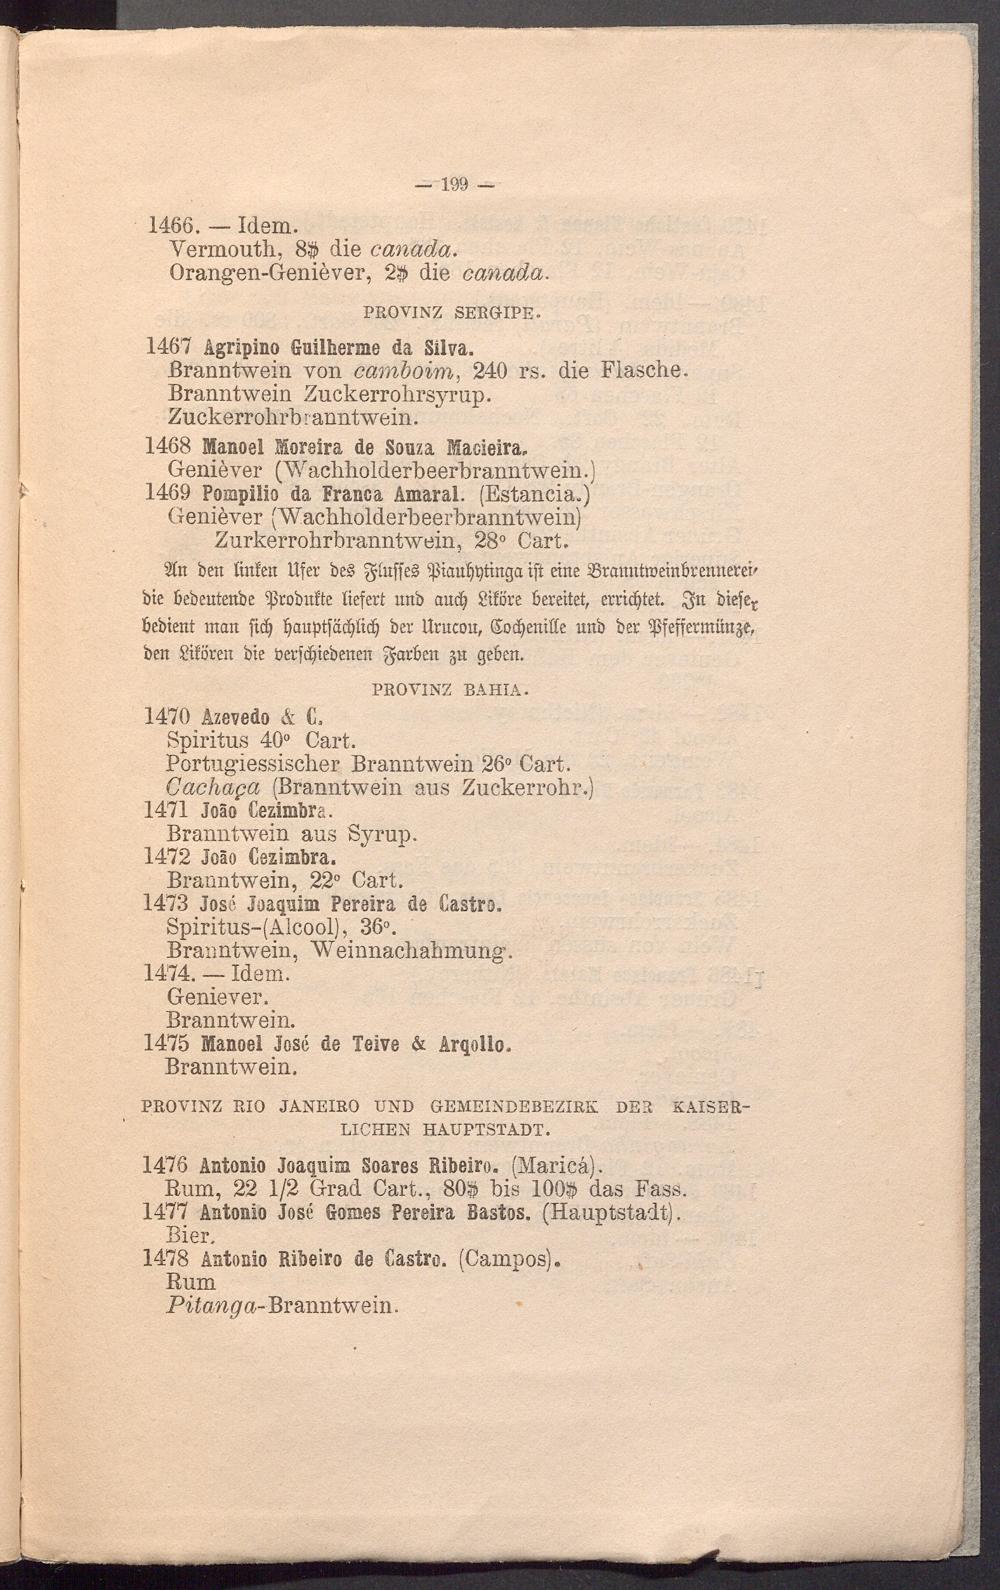 — 199 —
1466. — Idem.
Vermouth, 8$ die canada.
Orangen-Genièver, 2$ die canada.
PROVINZ SERGIPE.
1467 Agripino Guilherme da Silva.
Branntwein von camboim, 240 rs. die Flasche.
Branntwein Zuckerrohrsyrup.
Zuckerrohrbranntwein.
1468 Manoel Moreira de Souza Macieira.
Genièver (Wachholderbeerbranntwein.)
1469 Pompilio da Franca Amaral. (Estancia.)
Genièver (Wachholderbeerbranntwein)
Zurkerrohrbranntwein, 28º Cart.
An den linken Ufer des Flusses Piauhytinga ist eine Branntweinbrennerei,
die bedeutende Produkte liefert und auch Liköre bereitet, errichtet. In dieser
bedient man sich hauptsächlich der Urucou, Cochenille und der Pfeffermünze,
den Likören die verschiedenen Farben zu geben.
PROVINZ BAHIA.
1470 Azevedo & C.
Spiritus 40º Cart.
Portugiessischer Branntwein 26º Cart.
Cachaça (Branntwein aus Zuckerrohr.)
1471 João Cezimbra.
Branntwein aus Syrup.
1472 João Cezimbra.
Branntwein, 22º Cart.
1473 José Joaquim Pereira de Castro.
Spiritus-(Alcool), 36º.
Branntwein, Weinnachahmung.
1474. — Idem.
Geniever.
Branntwein.
1475 Manoel José de Teive & Arqollo.
Branntwein.
PROVINZ RIO JANEIRO UND GEMEINDEBEZIRK DER KAISER-
LICHEN HAUPTSTADT.
1476 Antonio Joaquim Soares Ribeiro. (Maricá).
Rum, 22 1/2 Grad Cart., 80$ bis 100$ das Fass.
1477 Antonio José Gomes Pereira Bastos. (Hauptstadt).
Bier.
1478 Antonio Ribeiro de Castro. (Campos).
Rum
Pitanga-Branntwein.